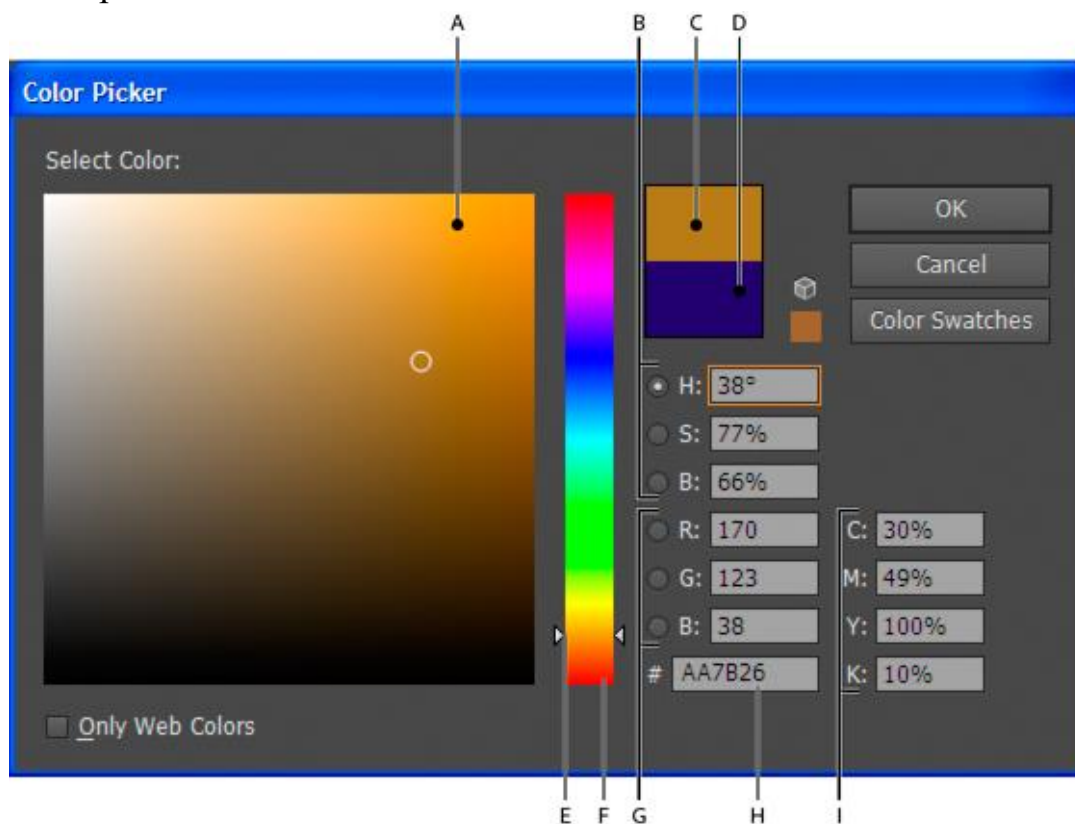 A B C D
Color Picker
Select Color:
OK
Cancel
Color Swatches
H: 38°
S: 77%
B: 66%
R: 170 C: 30%
G: 123 M: 49%
B: 38 Y: 100%
# AA7B26 K: 10%
Only Web Colors
E F G H I